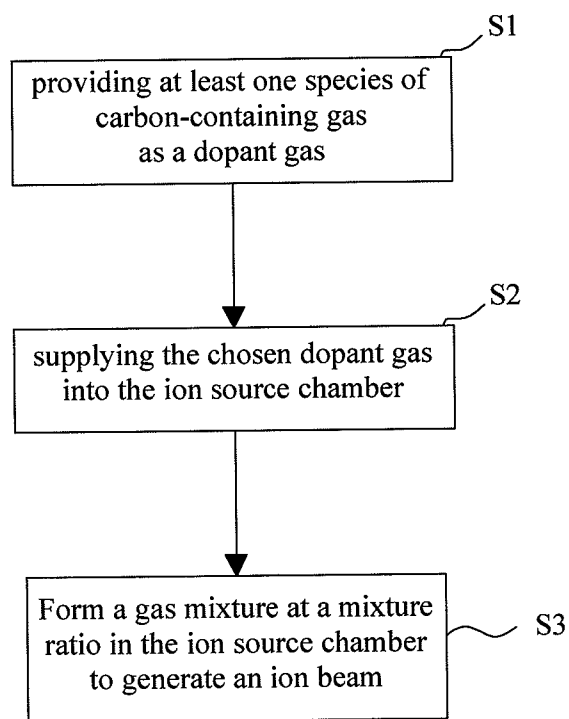 S1
providing at least one species of
carbon-containing gas
as a dopant gas
S2
supplying the chosen dopant gas
into the ion source chamber
Form a gas mixture at a mixture
ratio in the ion source chamber
to generate an ion beam
S3